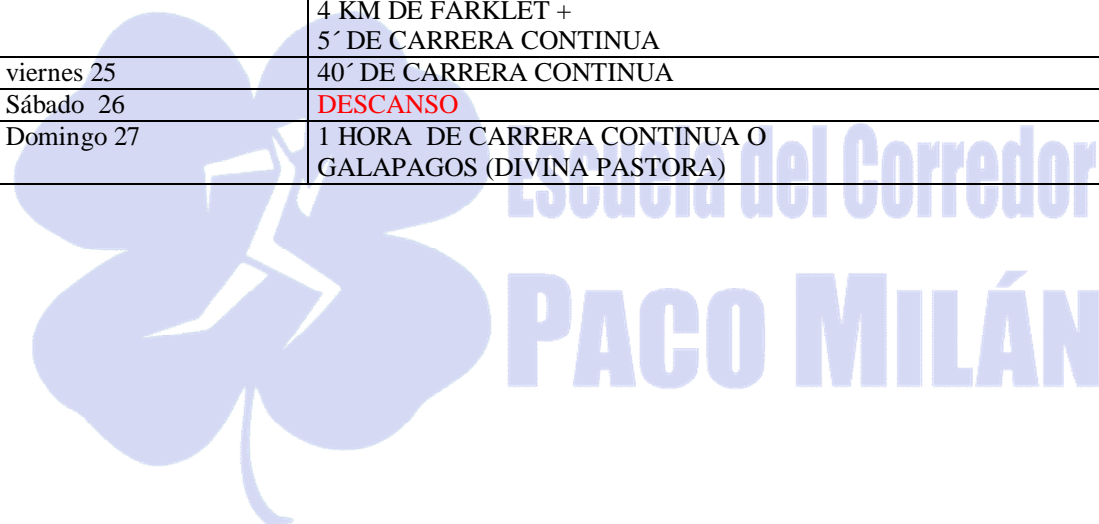 4 KM DE FARKLET +
5´ DE CARRERA CONTINUA
viernes 25 40´ DE CARRERA CONTINUA
Sábado 26 DESCANSO
Domingo 27 1 HORA DE CARRERA CONTINUA O
GALAPAGOS (DIVINA PASTORA)
Escuela del Corredor
PACO MILÁN